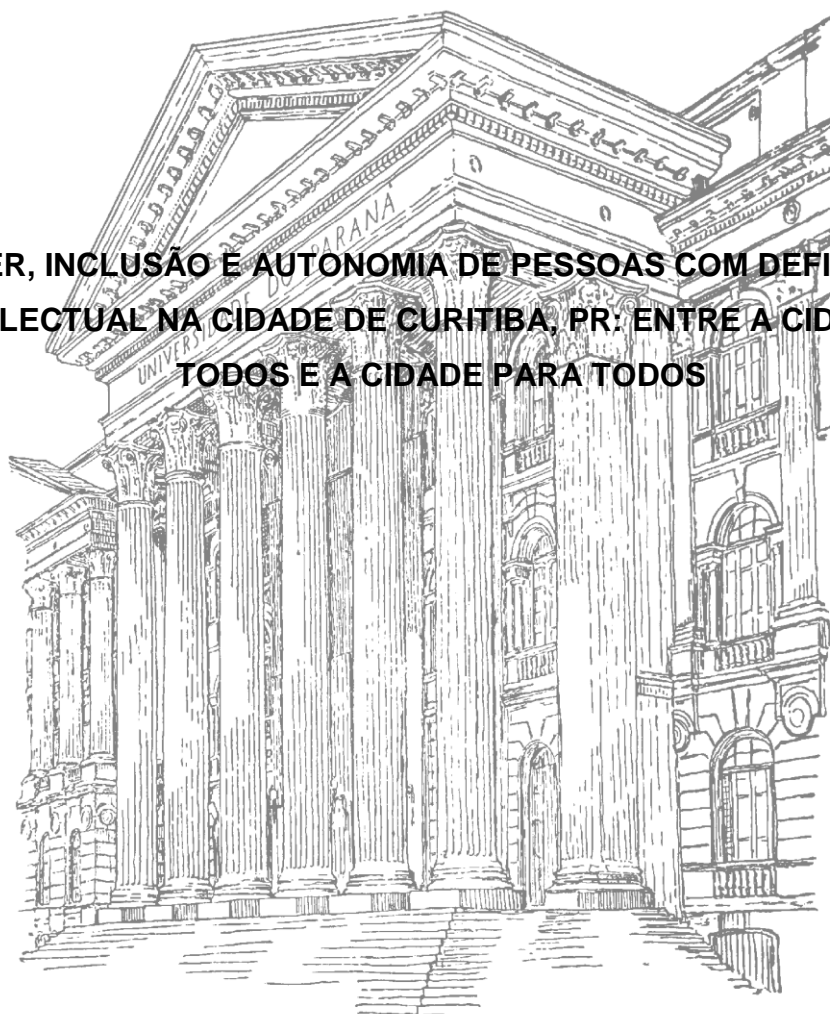 UNIVERSIDADE DO PARANÁ
ER, INCLUSÃO E AUTONOMIA DE PESSOAS COM DEFI
LECTUAL NA CIDADE DE CURITIBA, PR: ENTRE A CID
TODOS E A CIDADE PARA TODOS